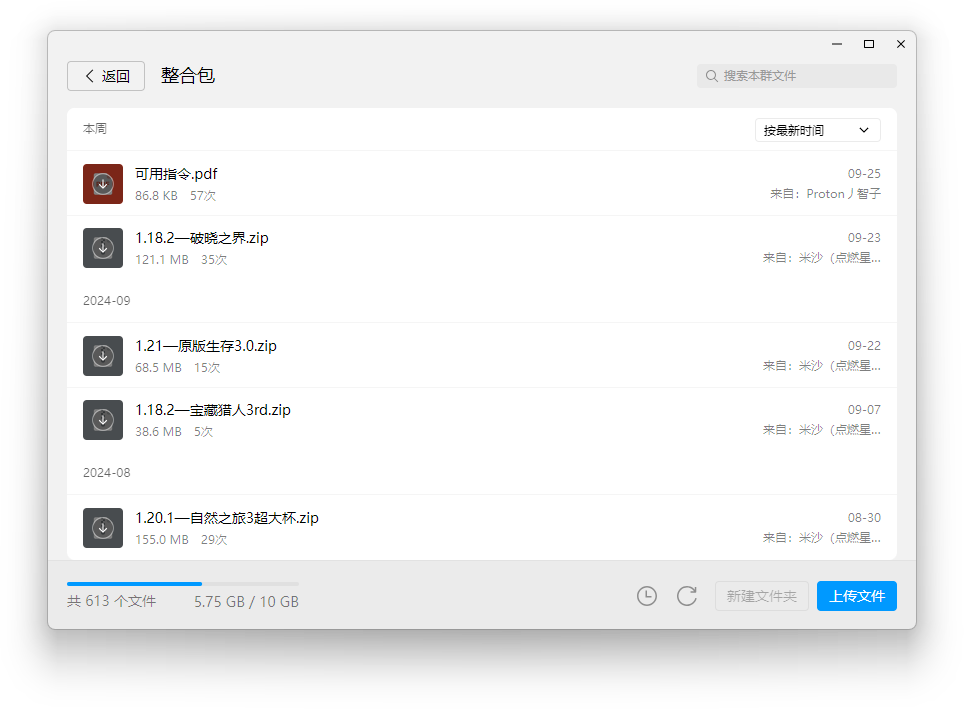 返回
整合包
搜索本群文件
本周
按最新时间
可用指令.pdf
09-25
86.8 KB 57次
来自：Proton丿智子
1.18.2—破晓之界.zip
09-23
121.1 MB 35次
来自：米沙（点燃星...
2024-09
1.21—原版生存3.0.zip
09-22
68.5 MB 15次
来自：米沙（点燃星...
1.18.2—宝藏猎人3rd.zip
09-07
38.6 MB 5次
来自：米沙（点燃星...
2024-08
1.20.1—自然之旅3超大杯.zip
08-30
155.0 MB 29次
来自：米沙（点燃星...
共 613 个文件
5.75 GB / 10 GB
新建文件夹
上传文件